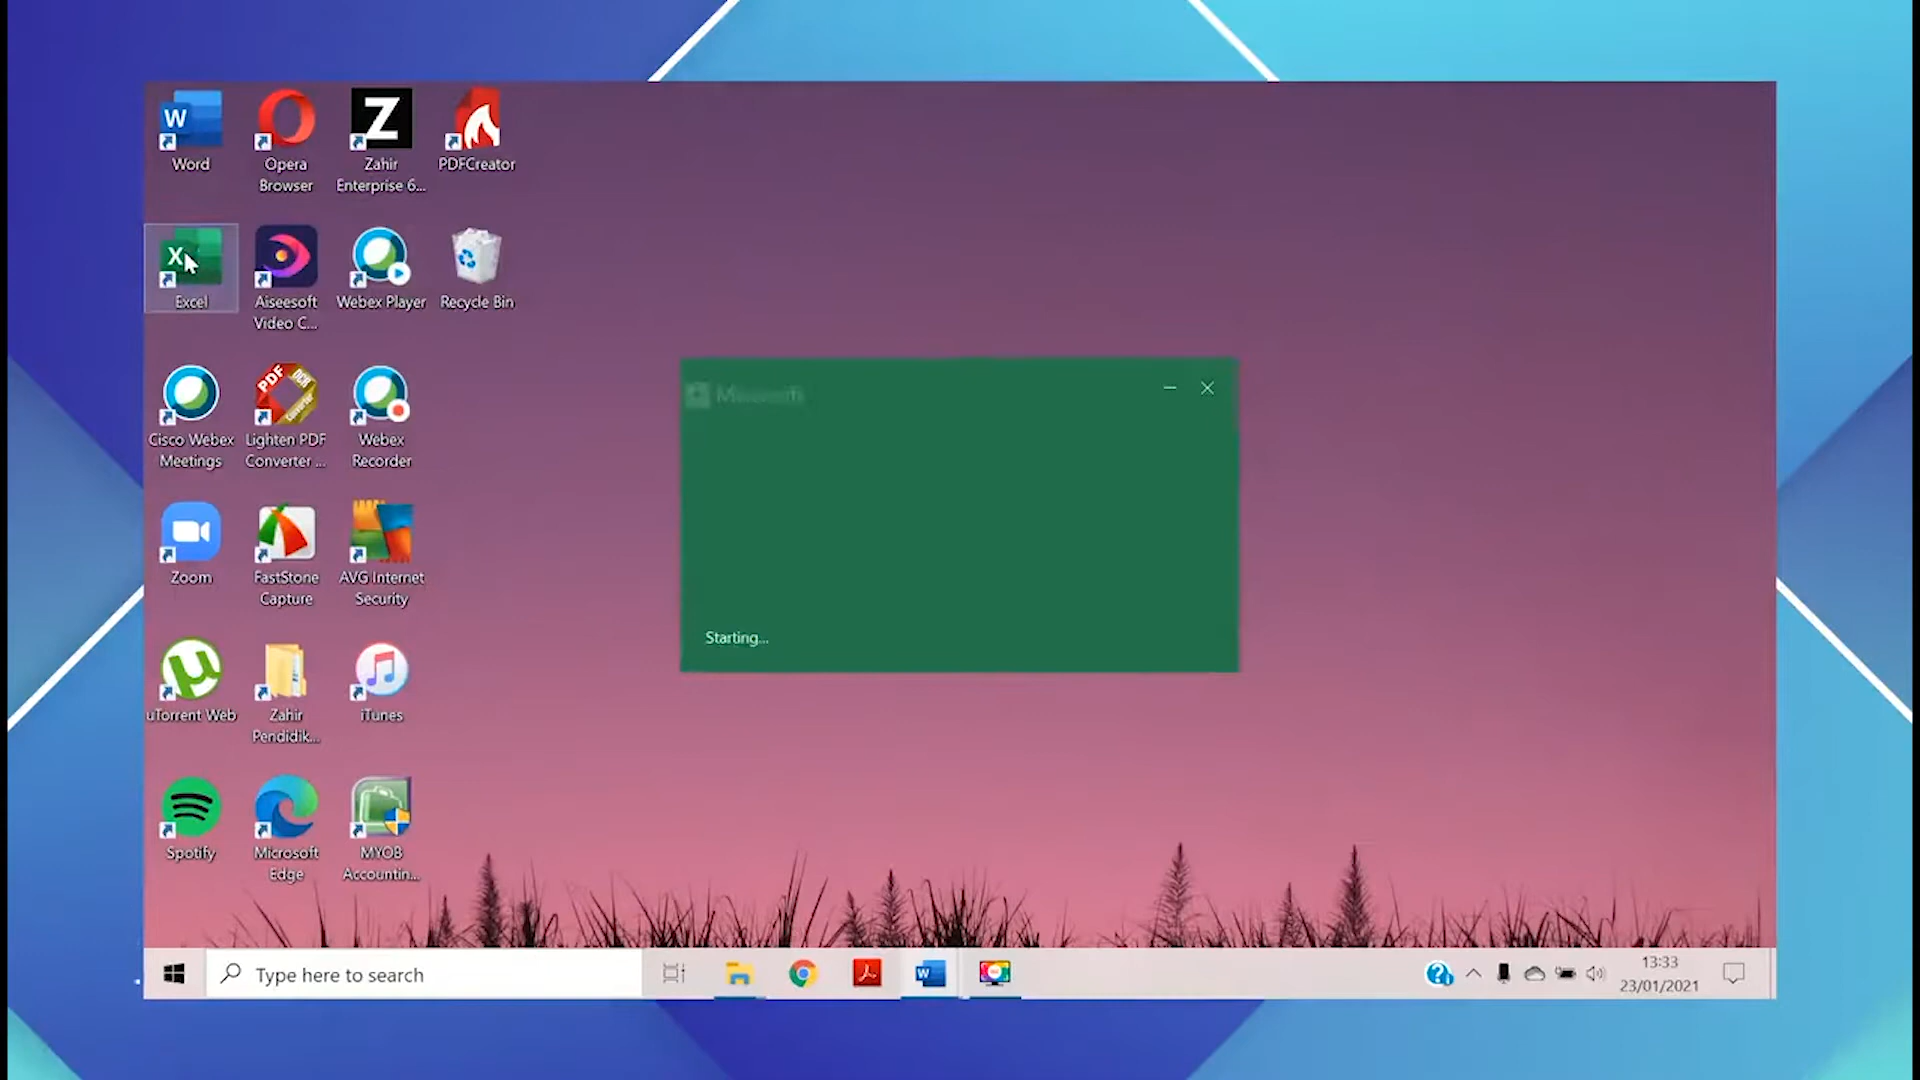 Word
Opera
Browser
Zahir
Enterprise 6...
PDFCreator
Excel
Aiseesoft
Video C...
Webex Player
Recycle Bin
Cisco Webex
Meetings
Lighten PDF
Converter ...
Webex
Recorder
Zoom
FastStone
Capture
AVG Internet
Security
uTorrent Web
Zahir
Pendidik...
iTunes
Spotify
Microsoft
Edge
MYOB
Accountin...
Microsoft
Starting...
Type here to search
13:33
23/01/2021